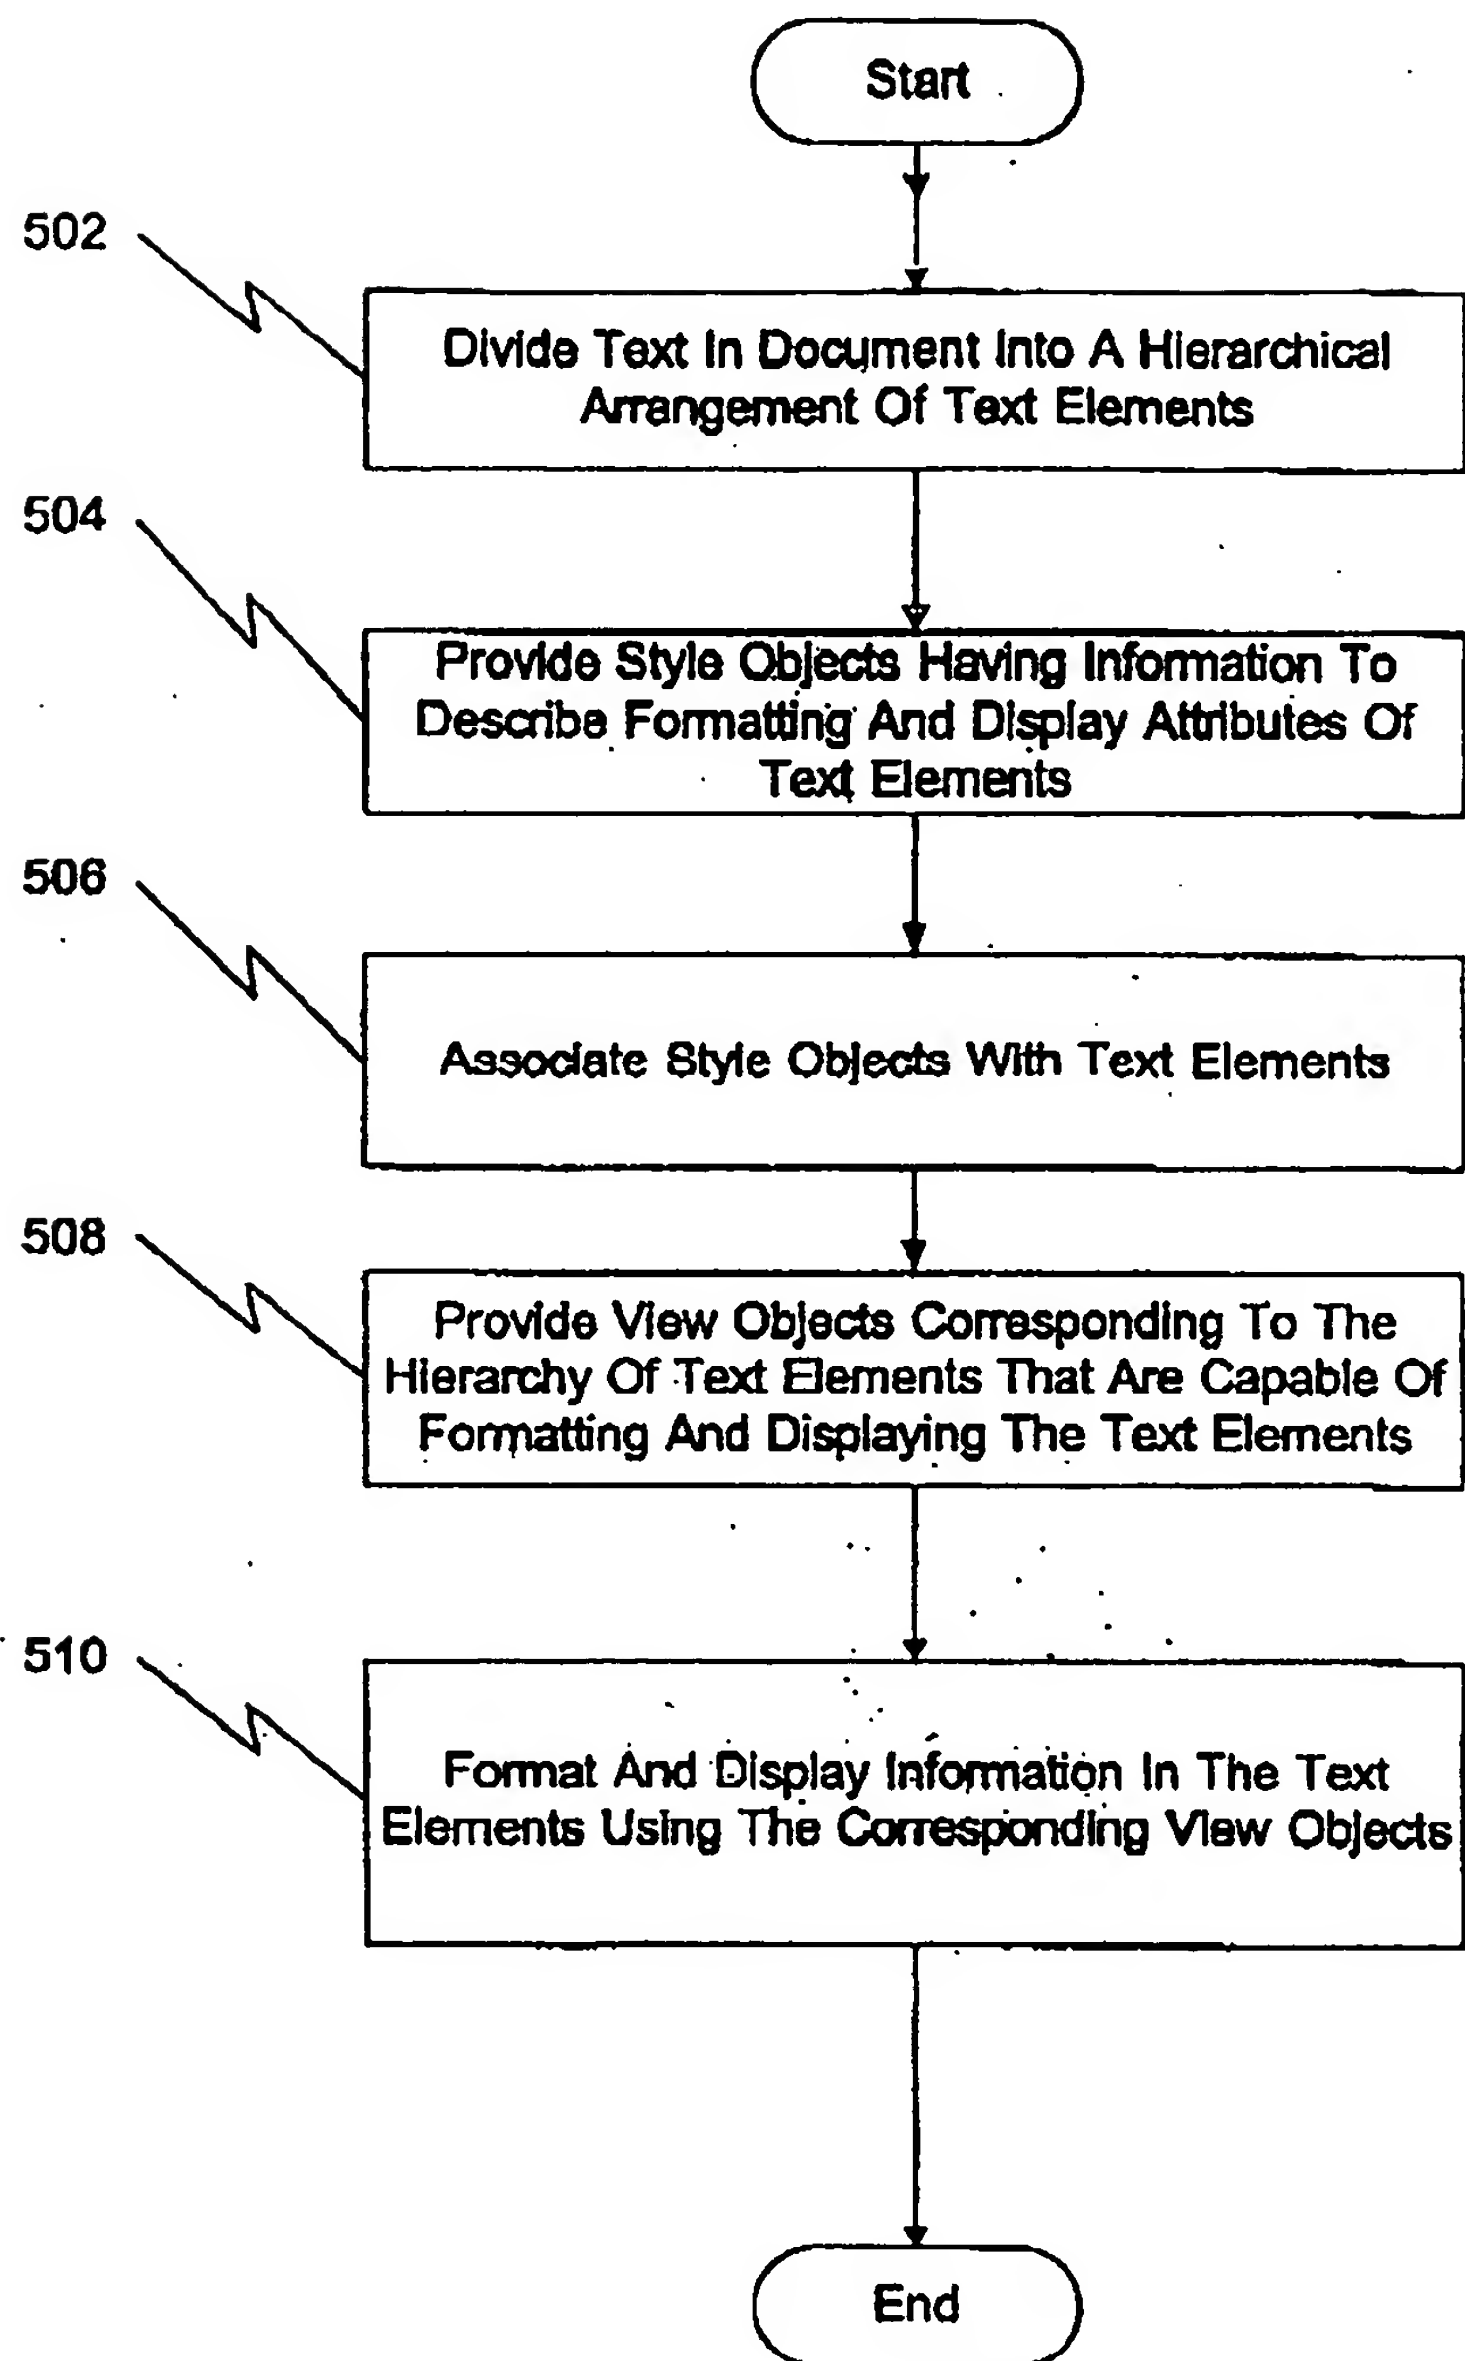 Start
502
Divide Text In Document Into A Hierarchical
Arrangement Of Text Elements
504
Provide Style Objects Having Information To
Describe Formatting And Display Attributes Of
Text Elements
506
Associate Style Objects With Text Elements
508
Provide View Objects Corresponding To The
Hierarchy Of Text Elements That Are Capable Of
Formatting And Displaying The Text Elements
510
Format And Display Information In The Text
Elements Using The Corresponding View Objects
End